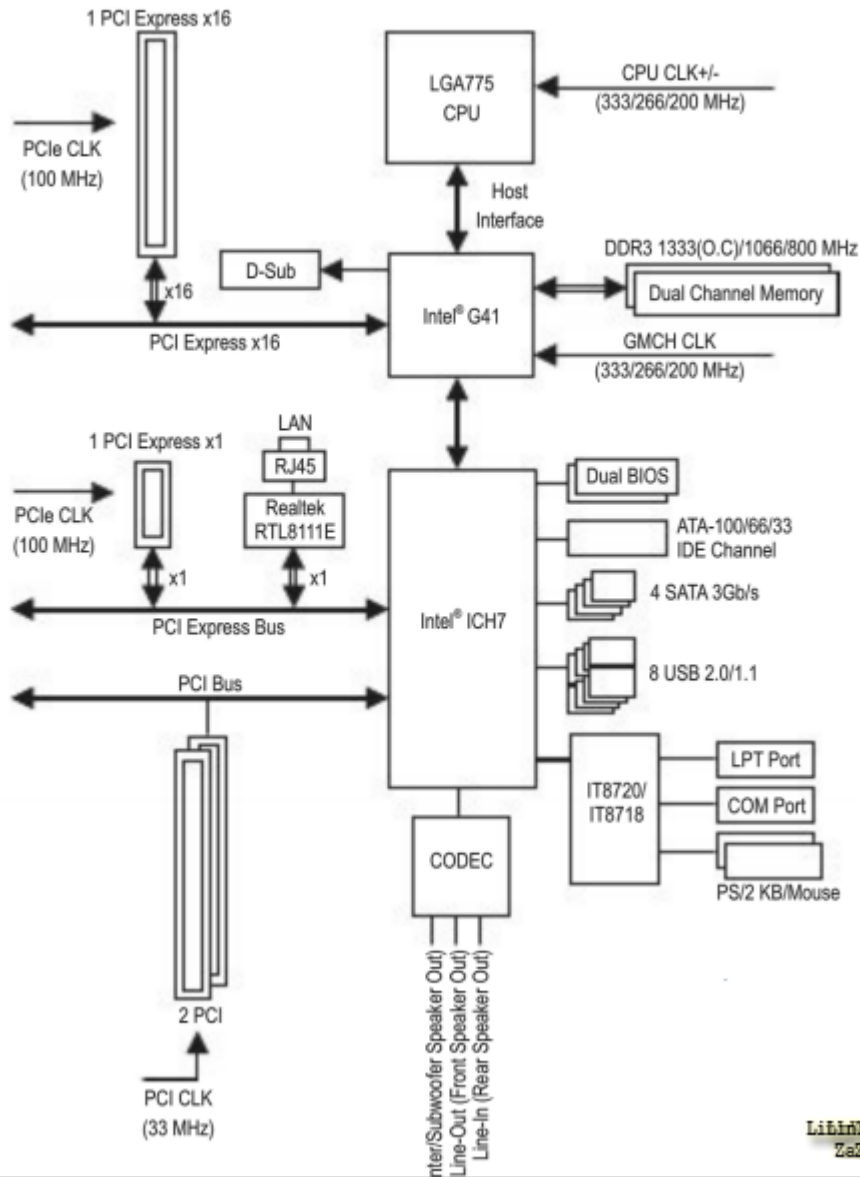 1 PCI Express x16
PCIe CLK
(100 MHz)
x16
PCI Express x16
LGA775
CPU
CPU CLK+/-
(333/266/200 MHz)
Host
Interface
D-Sub
Intel® G41
DDR3 1333(O.C)/1066/800 MHz
Dual Channel Memory
GMCH CLK
(333/266/200 MHz)
1 PCI Express x1
PCIe CLK
(100 MHz)
x1
LAN
RJ45
Realtek
RTL8111E
x1
PCI Express Bus
Intel® ICH7
Dual BIOS
ATA-100/66/33
IDE Channel
4 SATA 3Gb/s
8 USB 2.0/1.1
PCI Bus
2 PCI
PCI CLK
(33 MHz)
IT8720/
IT8718
LPT Port
COM Port
PS/2 KB/Mouse
CODEC
nter/Subwoofer Speaker Out)
Line-Out (Front Speaker Out)
Line-In (Rear Speaker Out)